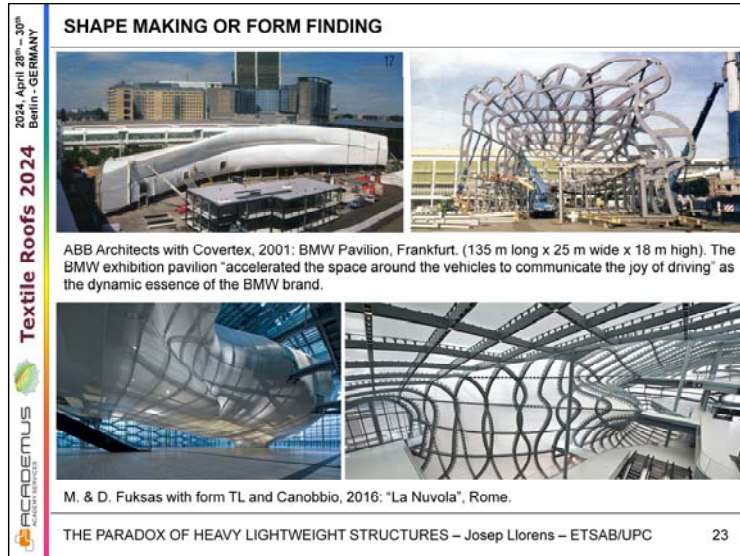 2024, April 28th – 30th
Berlin - GERMANY
Textile Roofs 2024
ACADEMUS
ACADEMY SERVICES
SHAPE MAKING OR FORM FINDING
17
ABB Architects with Covertex, 2001: BMW Pavilion, Frankfurt. (135 m long x 25 m wide x 18 m high). The
BMW exhibition pavilion “accelerated the space around the vehicles to communicate the joy of driving” as
the dynamic essence of the BMW brand.
M. & D. Fuksas with form TL and Canobbio, 2016: “La Nuvola”, Rome.
THE PARADOX OF HEAVY LIGHTWEIGHT STRUCTURES – Josep Llorens – ETSAB/UPC
23